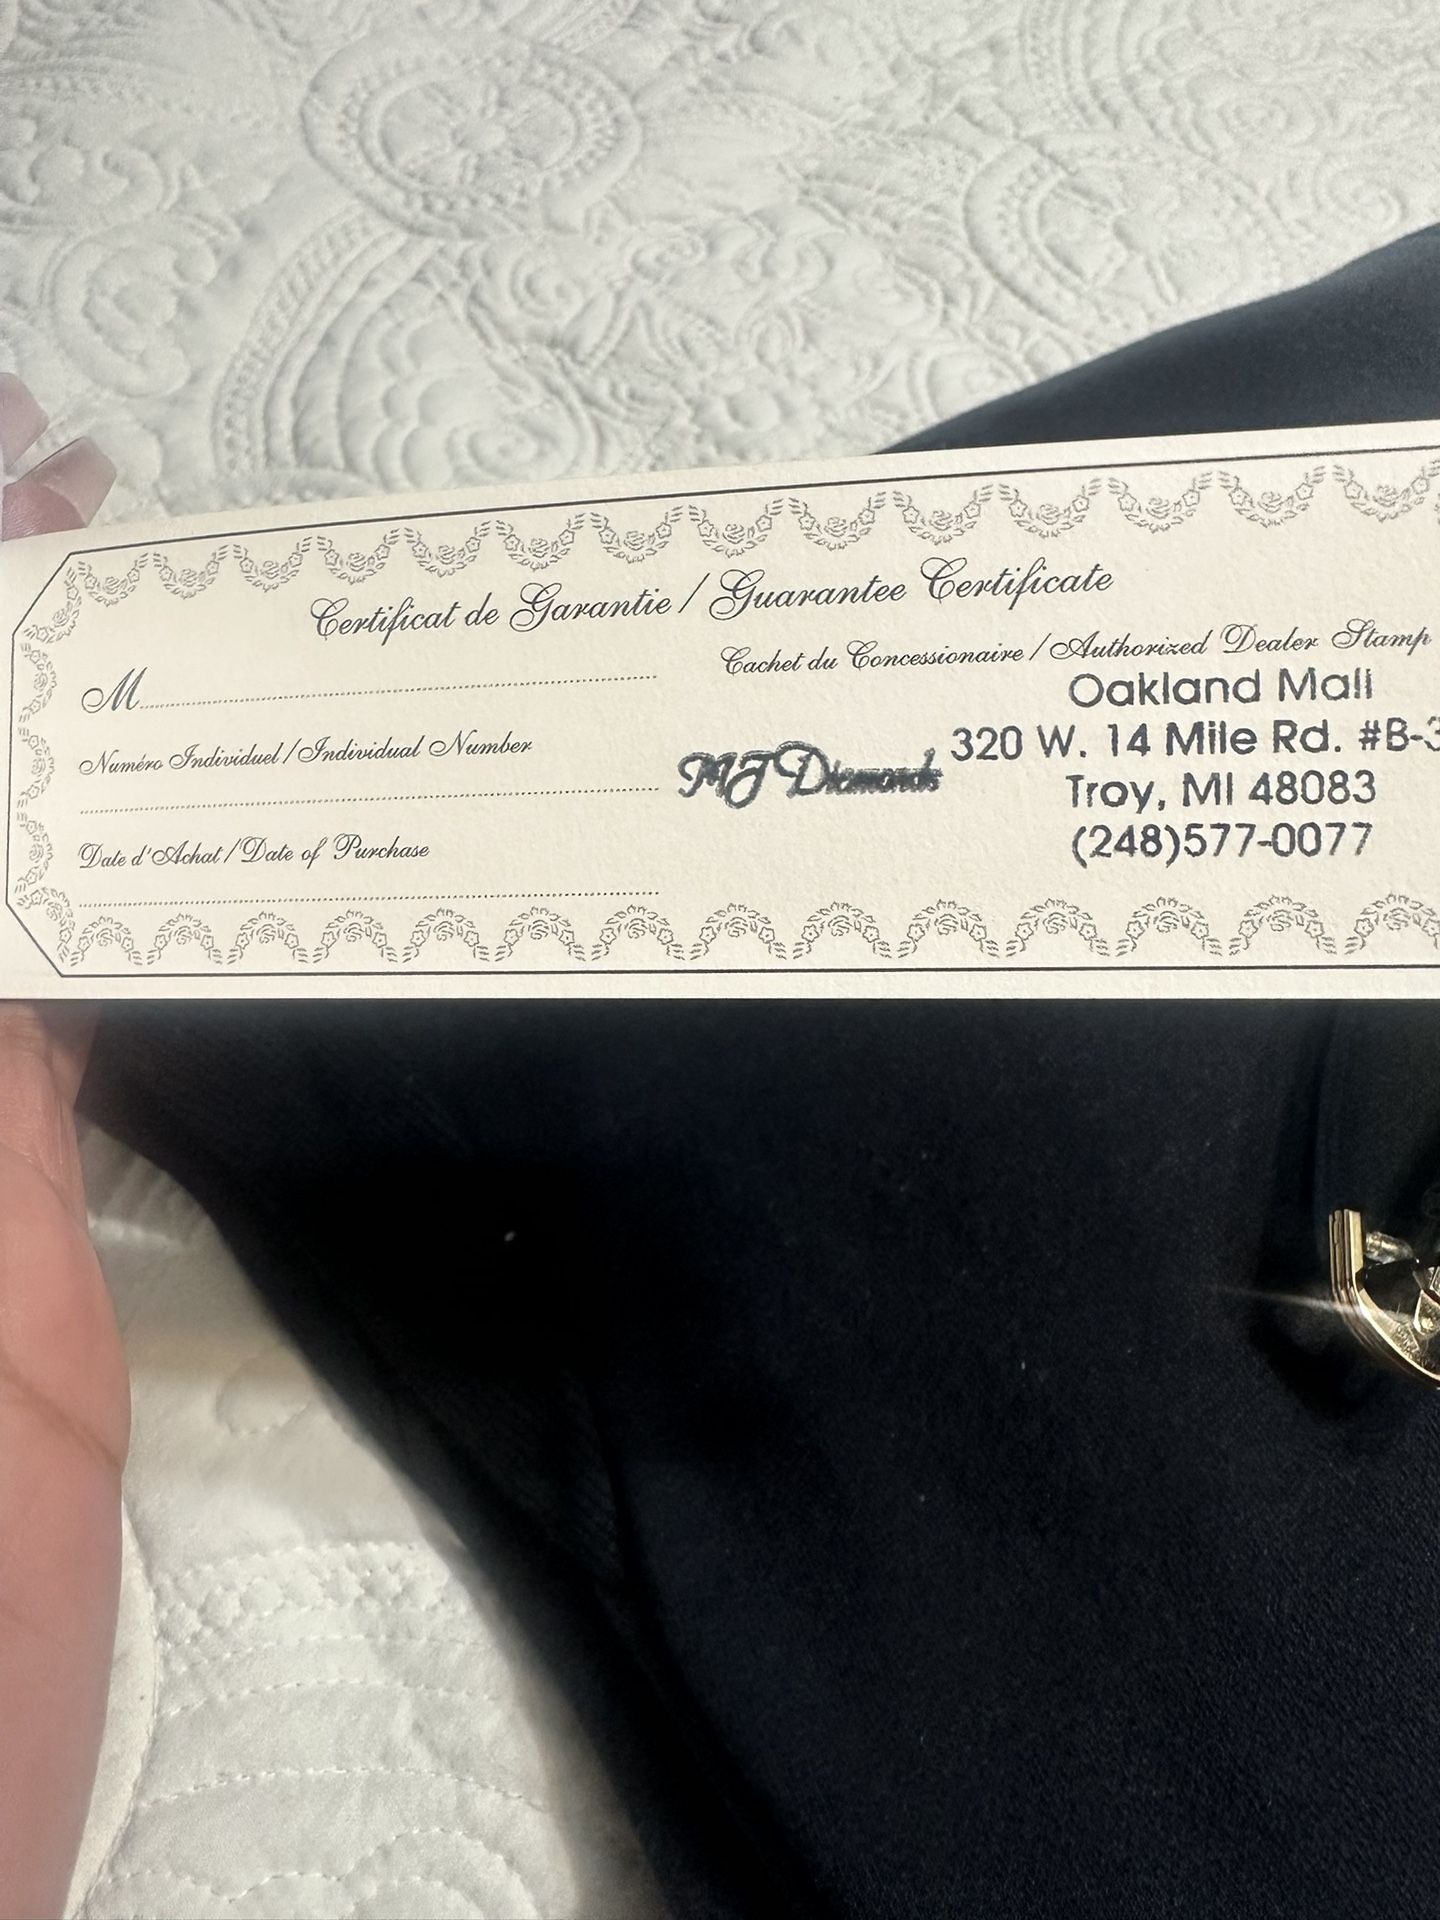 Certificat de Garantie / Guarantee Certificate
M
Cachet du Concessionaire / Authorized Dealer Stamp
Oakland Mall
Numéro Individuel / Individual Number
MJ Diamonds
320 W. 14 Mile Rd. #B-3
Troy, MI 48083
(248)577-0077
Date d'Achat / Date of Purchase